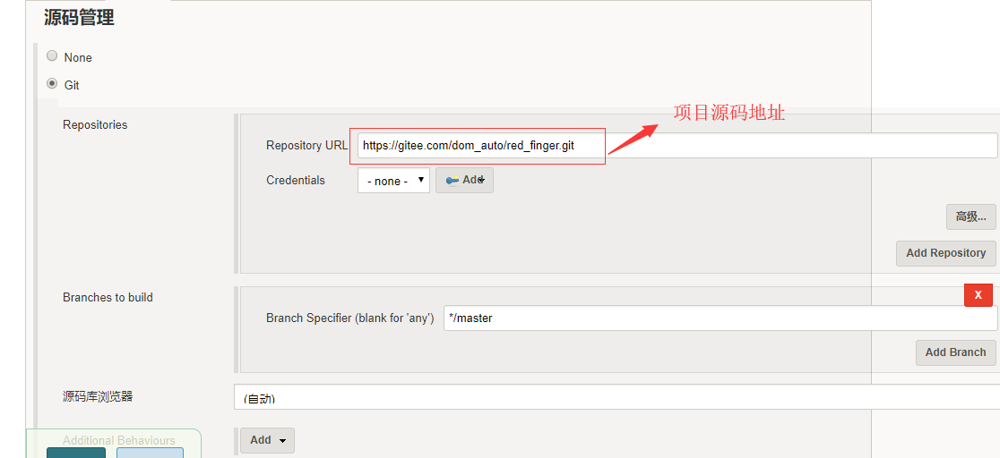 源码管理
None
Git
Repositories
项目源码地址
Repository URL
https://gitee.com/dom_auto/red_finger.git
Credentials
- none -
Add
高级...
Add Repository
Branches to build
X
Branch Specifier (blank for 'any')
*/master
Add Branch
源码库浏览器
(自动)
Additional Behaviours
Add